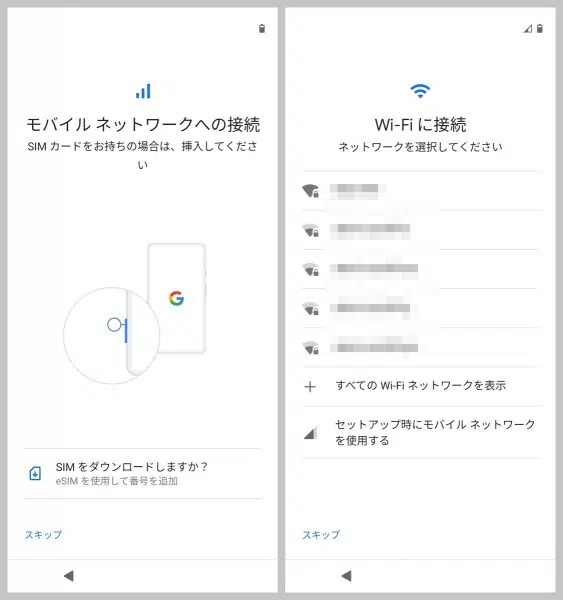 モバイル ネットワークへの接続
SIM カードをお持ちの場合は、挿入してくださ
い
G
SIM をダウンロードしますか？
eSIM を使用して番号を追加
スキップ
Wi-Fi に接続
ネットワークを選択してください
すべての Wi-Fi ネットワークを表示
セットアップ時にモバイル ネットワーク
を使用する
スキップ